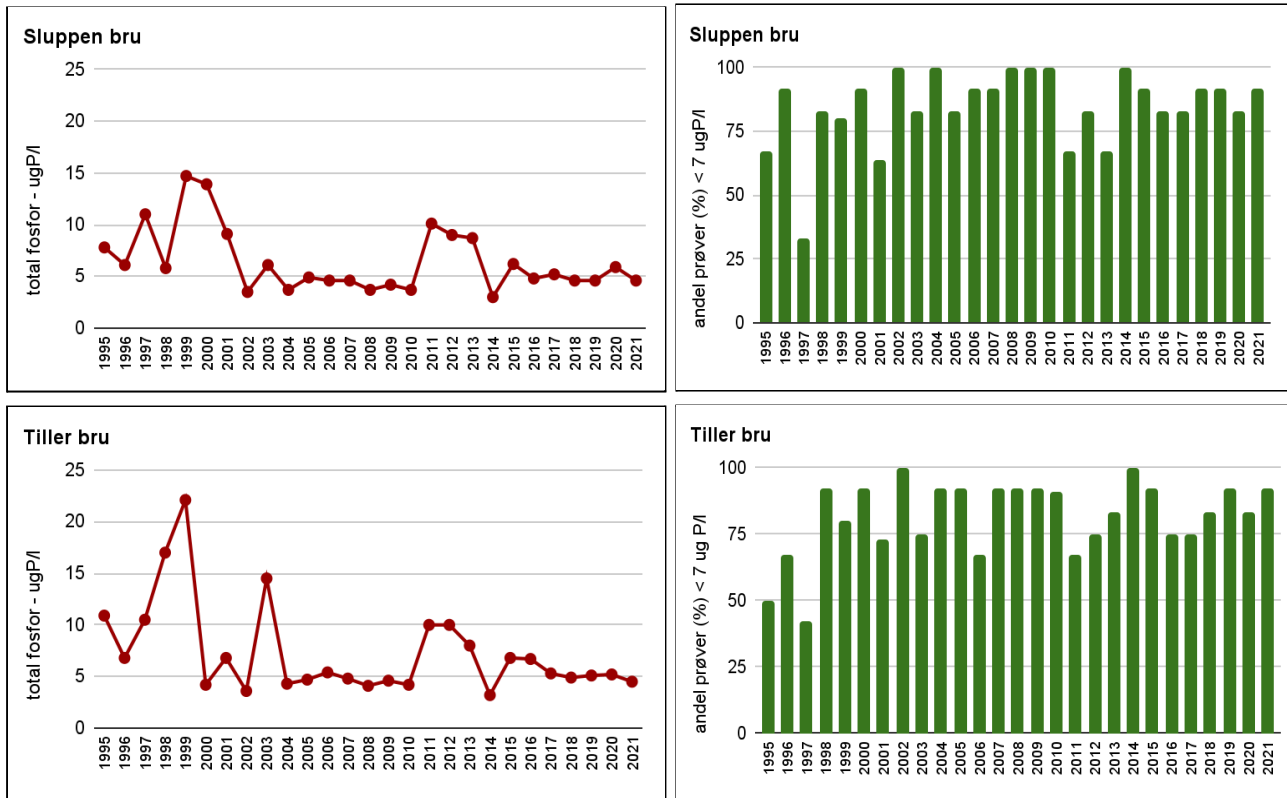 Sluppen bru
total fosfor - ugP/l
25
20
15
10
5
0
1995 1996 1997 1998 1999 2000 2001 2002 2003 2004 2005 2006 2007 2008 2009 2010 2011 2012 2013 2014 2015 2016 2017 2018 2019 2020 2021
Sluppen bru
andel prøver (%) < 7 ugP/l
100
75
50
25
0
1995 1996 1997 1998 1999 2000 2001 2002 2003 2004 2005 2006 2007 2008 2009 2010 2011 2012 2013 2014 2015 2016 2017 2018 2019 2020 2021
Tiller bru
total fosfor - ugP/l
25
20
15
10
5
0
1995 1996 1997 1998 1999 2000 2001 2002 2003 2004 2005 2006 2007 2008 2009 2010 2011 2012 2013 2014 2015 2016 2017 2018 2019 2020 2021
Tiller bru
andel prøver (%) < 7 ug P/l
100
75
50
25
0
1995 1996 1997 1998 1999 2000 2001 2002 2003 2004 2005 2006 2007 2008 2009 2010 2011 2012 2013 2014 2015 2016 2017 2018 2019 2020 2021